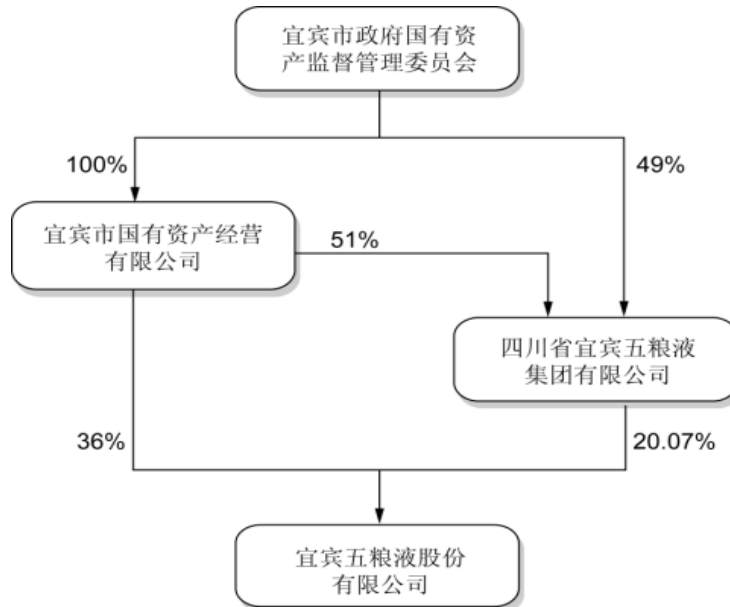 宜宾市政府国有资
产监督管理委员会
100%
49%
宜宾市国有资产经营
有限公司
51%
四川省宜宾五粮液
集团有限公司
36%
20.07%
宜宾五粮液股份
有限公司